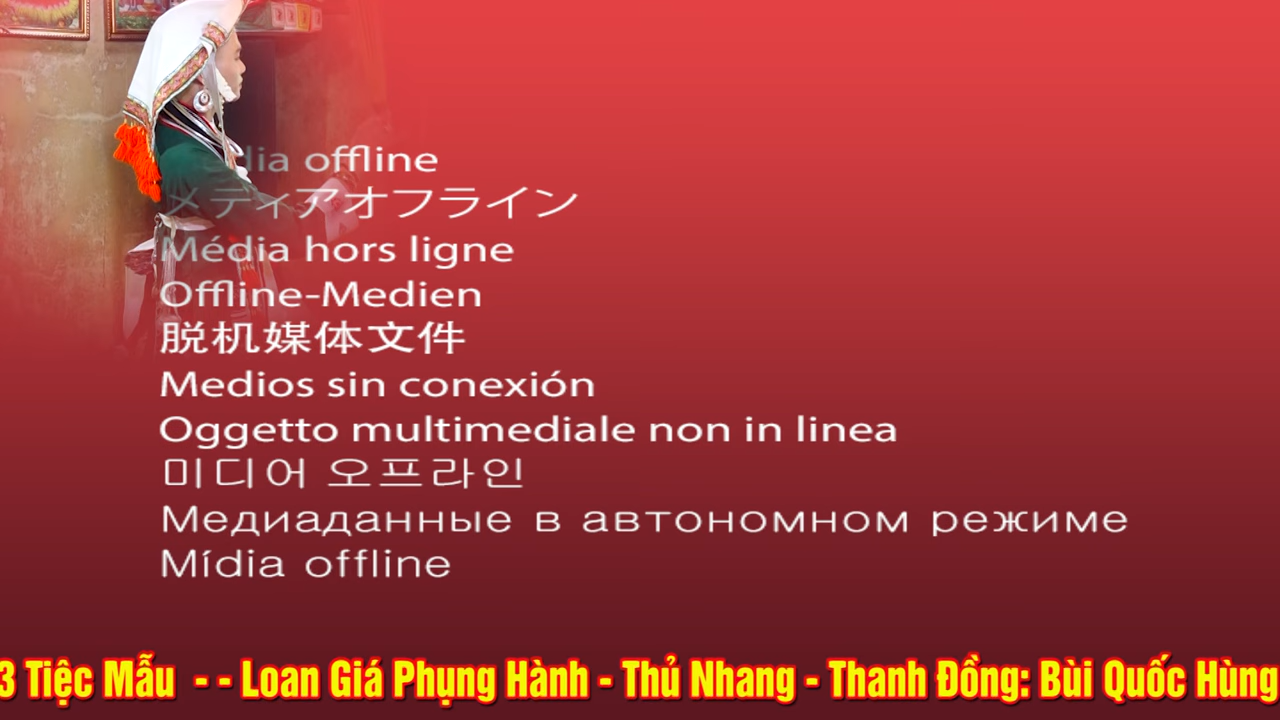 Media offline
メディアオフライン
Média hors ligne
Offline-Medien
脱机媒体文件
Medios sin conexión
Oggetto multimediale non in linea
미디어 오프라인
Медиаданные в автономном режиме
Mídia offline
3 Tiệc Mẫu - - Loan Giá Phụng Hành - Thủ Nhang - Thanh Đồng: Bùi Quốc Hùng